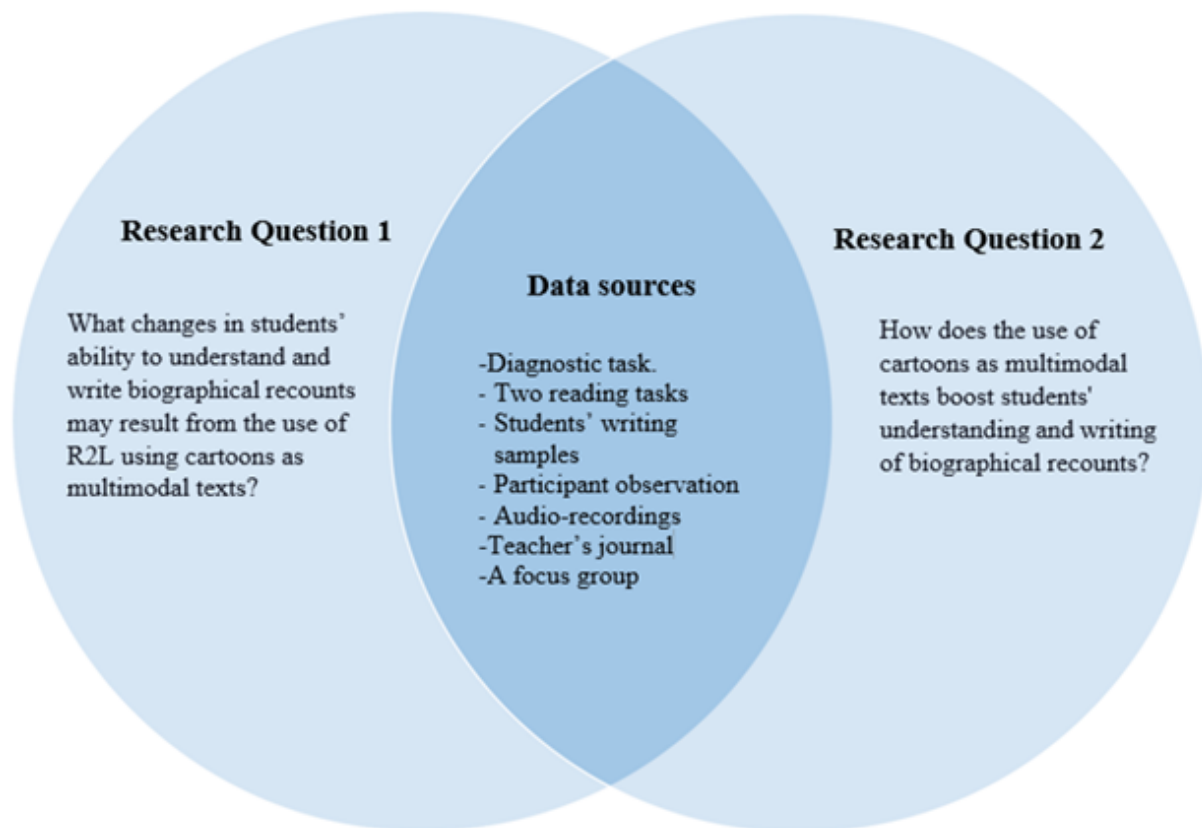 Research Question 1
What changes in students’
ability to understand and
write biographical recounts
may result from the use of
R2L using cartoons as
multimodal texts?
Data sources
-Diagnostic task.
- Two reading tasks
- Students’ writing
samples
- Participant observation
- Audio-recordings
-Teacher’s journal
-A focus group
Research Question 2
How does the use of
cartoons as multimodal
texts boost students'
understanding and writing
of biographical recounts?